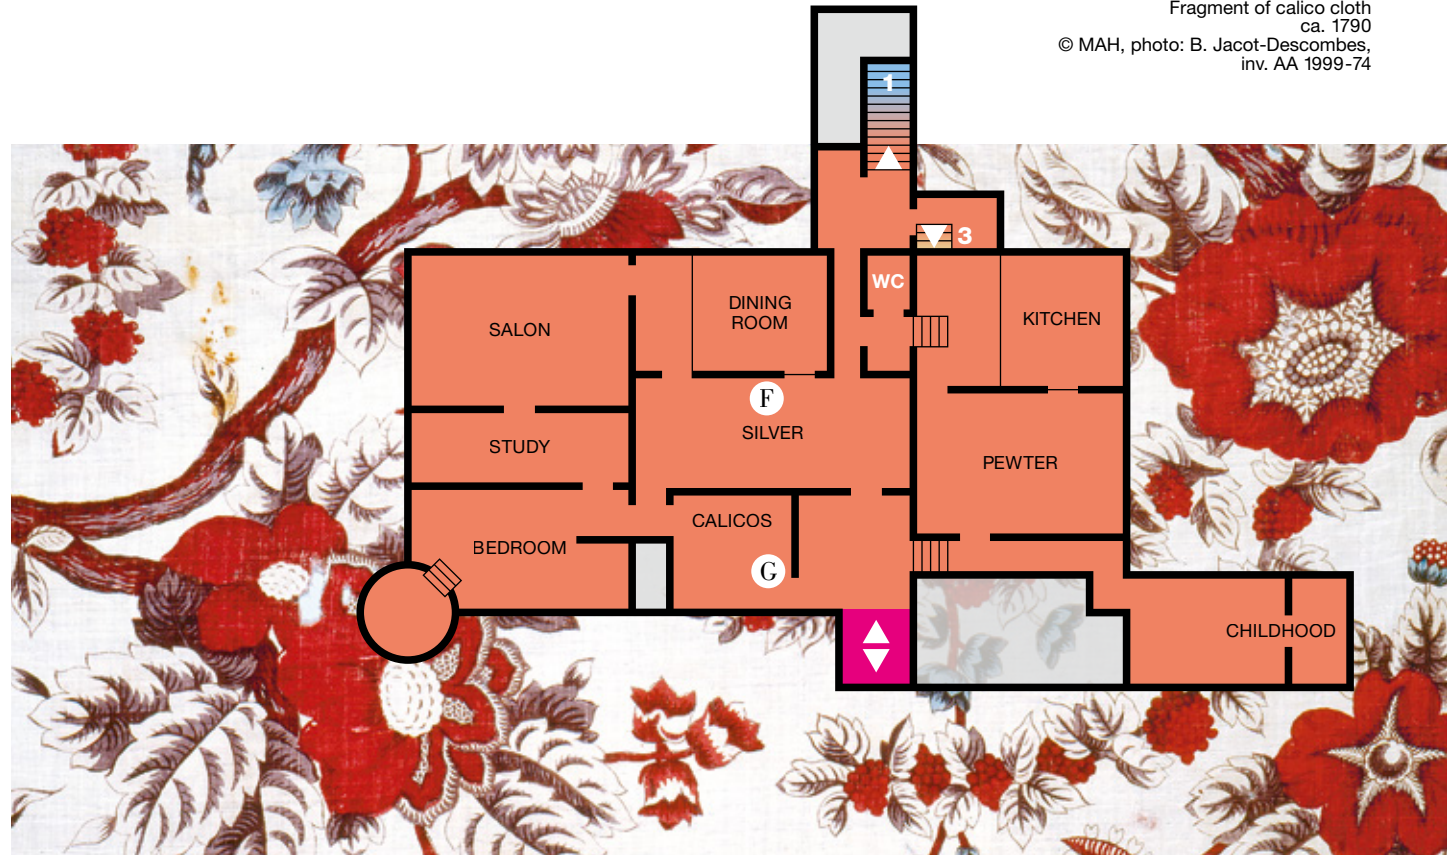 Fragment of calico cloth
ca. 1790
© MAH, photo: B. Jacot-Descombes,
inv. AA 1999-74
1
3
WC
DINING
ROOM
SALON
KITCHEN
F
SILVER
STUDY
PEWTER
CALICOS
BEDROOM
G
CHILDHOOD